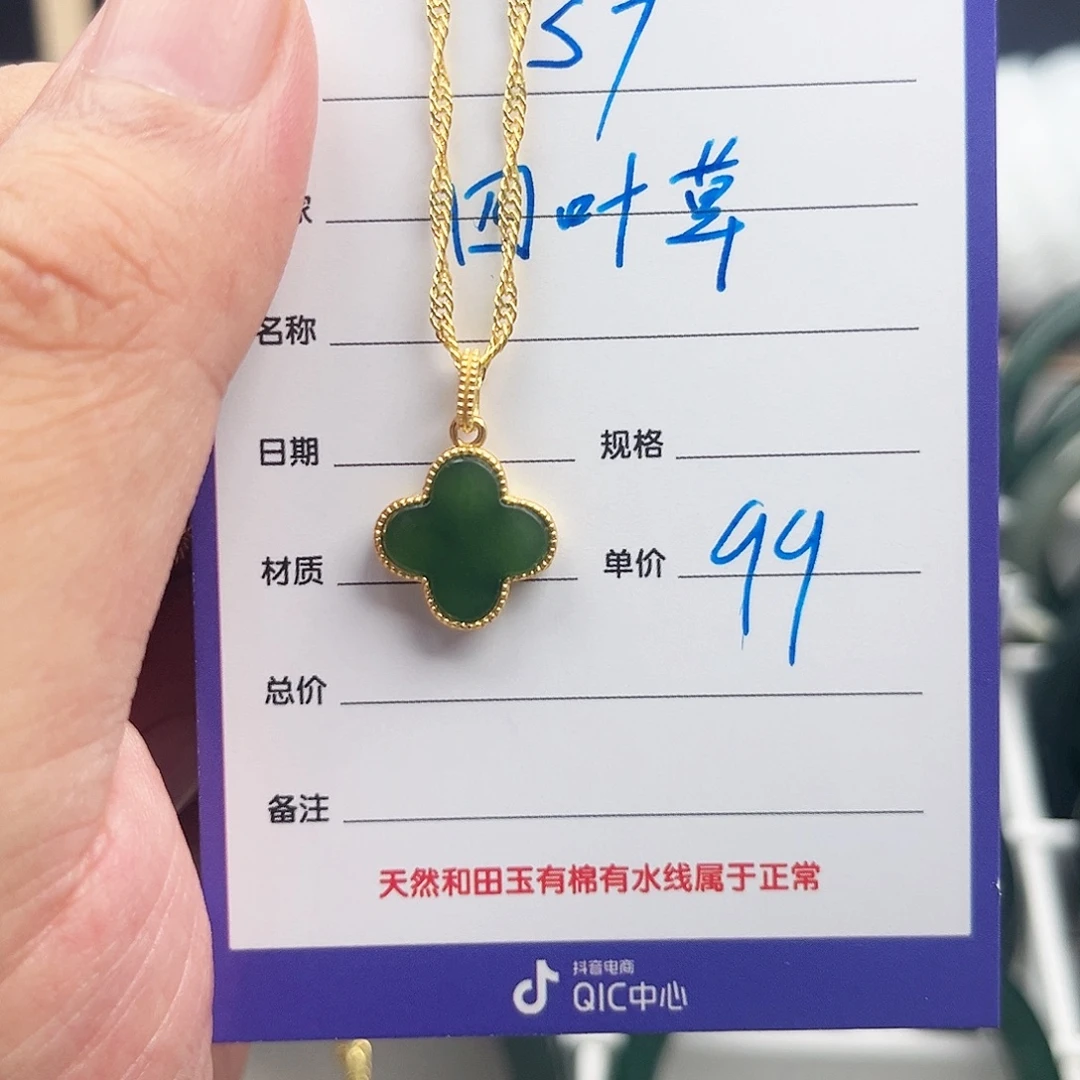 57
四叶草
名称
日期 规格
材质 单价 99
总价
备注
天然和田玉有棉有水线属于正常
抖音电商
QIC中心